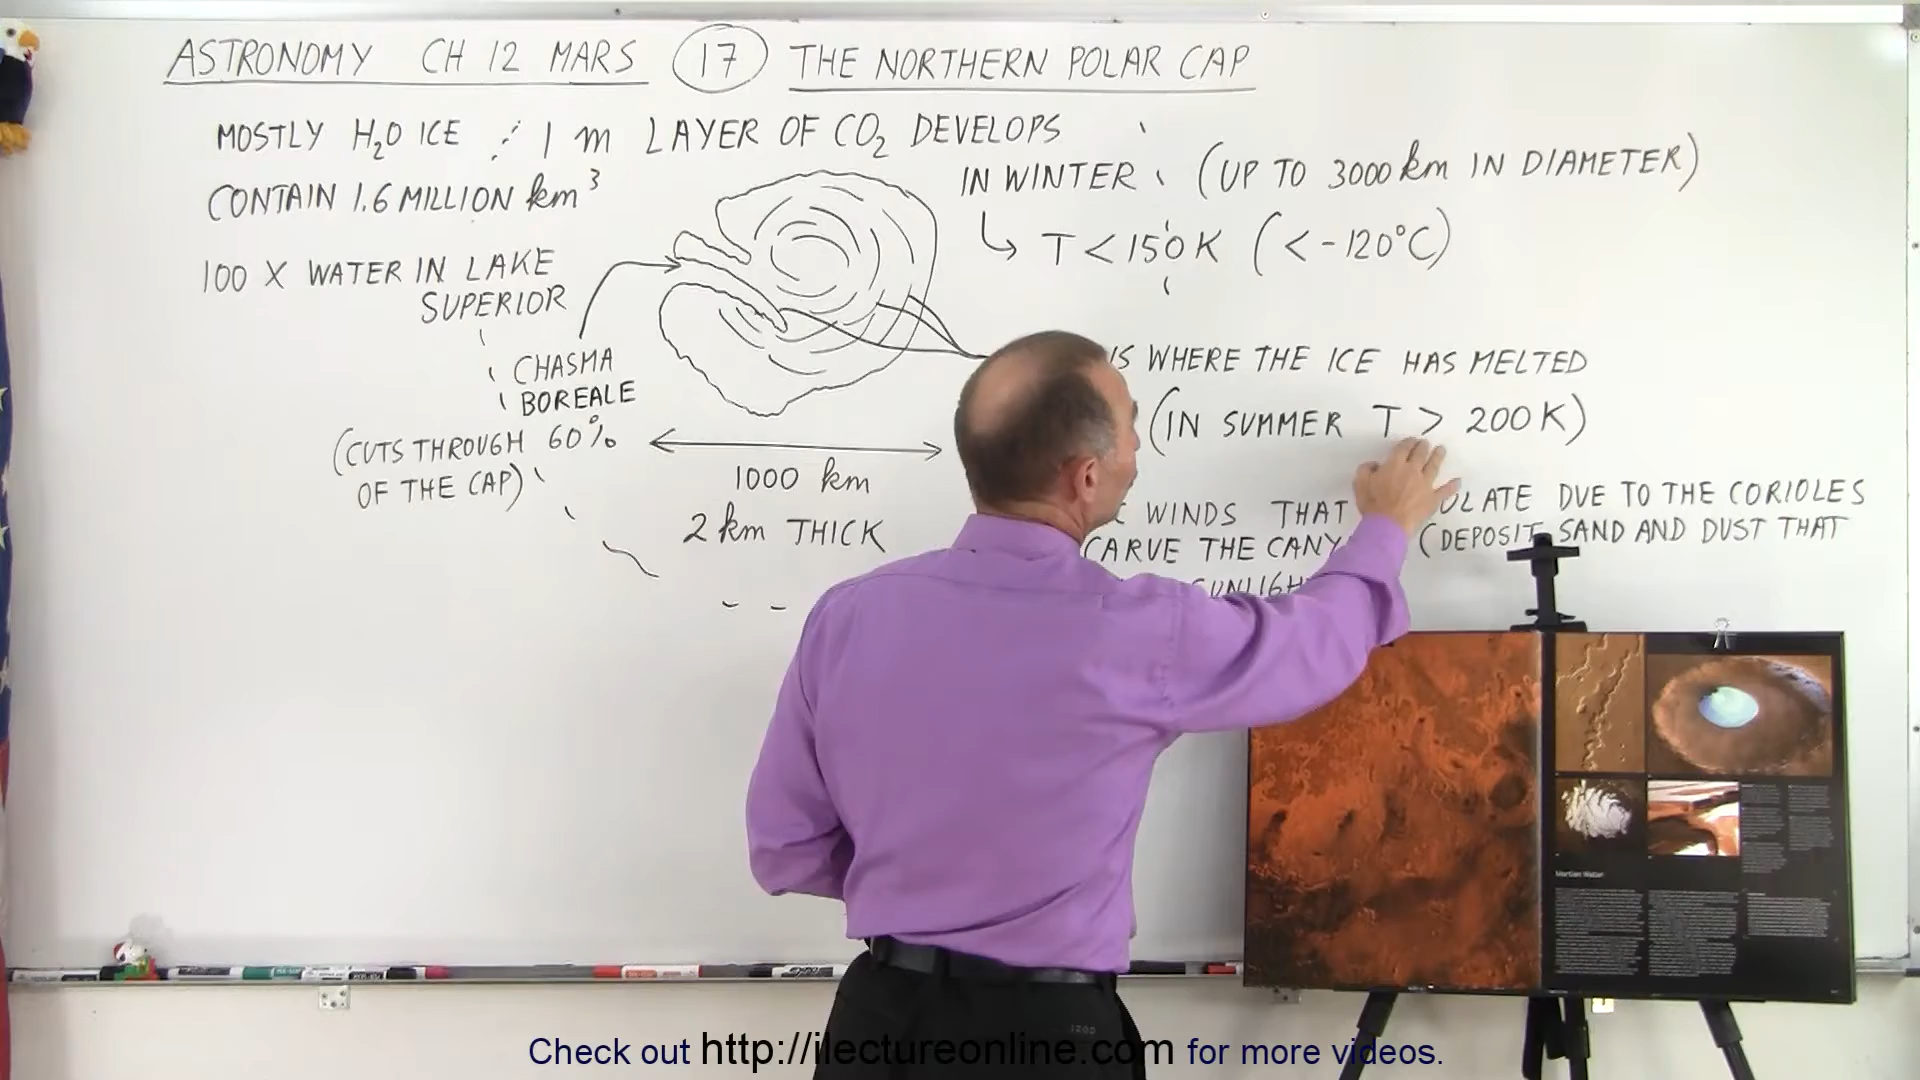 ASTRONOMY CH 12 MARS 17 THE NORTHERN POLAR CAP
MOSTLY H₂O ICE 1 m LAYER OF CO₂ DEVELOPS
IN WINTER (UP TO 3000 km IN DIAMETER)
CONTAIN 1.6 MILLION km³
T < 150 K (< -120°C)
100 X WATER IN LAKE
SUPERIOR
CHASMA
BOREALE
(CUTS THROUGH 60%
OF THE CAP)
1000 km
2 km THICK
WHERE THE ICE HAS MELTED
(IN SUMMER T > 200 K)
WINDS THAT DUE TO THE CORIOLES
CARVE THE (DEPOSIT SAND AND DUST THAT
Martian Water
Check out http://ilectureonline.com for more videos.